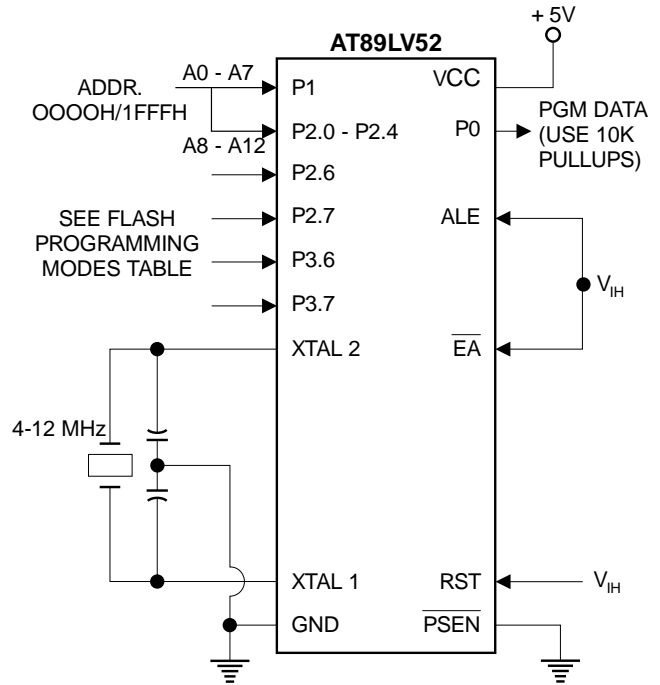 + 5V
AT89LV52
A0 - A7
ADDR.
OOOOH/1FFFH
P1
VCC
P2.0 - P2.4
P0
PGM DATA
(USE 10K
PULLUPS)
A8 - A12
P2.6
SEE FLASH
PROGRAMMING
MODES TABLE
P2.7
ALE
P3.6
VIH
P3.7
XTAL 2
EA
4-12 MHz
XTAL 1
RST
VIH
GND
PSEN